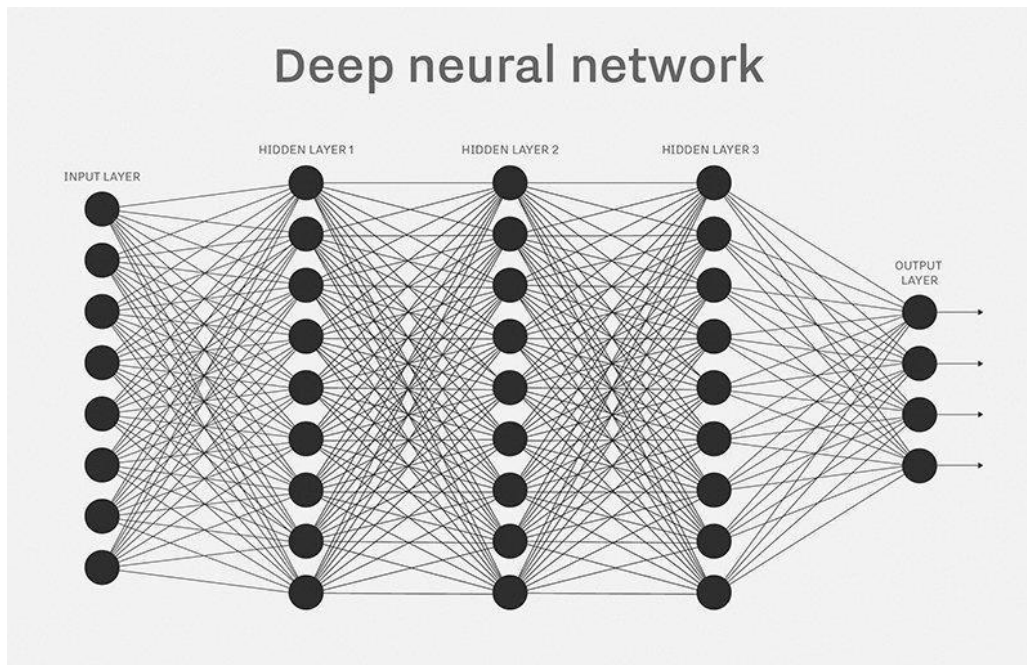 Deep neural network
INPUT LAYER
HIDDEN LAYER 1
HIDDEN LAYER 2
HIDDEN LAYER 3
OUTPUT
LAYER